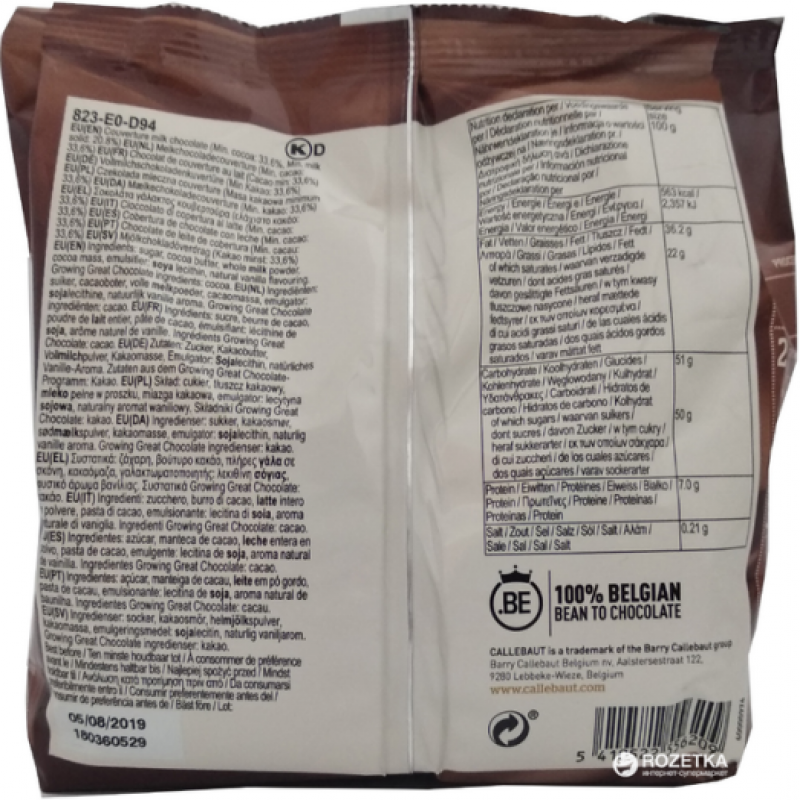 823-E0-D94
EU(EN) Couverture milk chocolate (Min. cocoa: 33,6%, Min. milk
solid: 20.8%) EU(NL) Melkchocoladecouverture (Min.
33,6%) EU(FR) Chocolat de couverture au lait (Cacao min: 33,6%)
EU(DE) Vollmilchschokoladenkuvertüre (Min. Kakao: 33,6%)
EU(PL) Czekolada mleczna couverture (Masa kakaowa minimum
33,6%) EU(DA) Mælkechokoladecouverture (Min. kakao:
EU(EL) Σοκολάτα γάλακτος κουβερτούρα (ελάχιστο κακάο:
33,6%) EU(IT) Cioccolato di copertura al latte (Min. cacao:
33,6%) EU(ES) Cobertura de chocolate con leche (Min. cacao:
33,6%) EU(PT) Chocolate de leite de cobertura (Min. cacau:
33,6%) EU(SV) Mjölkchokladöverdrag (Kakao minst: 33,6%)
EU(EN) Ingredients: sugar, cocoa butter, whole milk powder,
cocoa mass, emulsifier: soya lecithin, natural vanilla flavouring.
Growing Great Chocolate ingredients: cocoa. EU(NL) Ingrediënten:
suiker, cacaoboter, volle melkpoeder, cacaomassa, emulgator:
sojalecithine, natuurlijk vanille aroma. Growing Great Chocolate
ingrediënten: cacao. EU(FR) Ingrédients: sucre, beurre de cacao,
poudre de lait entier, pâte de cacao, émulsifiant: lécithine de
soja, arôme naturel de vanille. Ingrédients Growing Great
Chocolate: cacao. EU(DE) Zutaten: Zucker, Kakaobutter,
Vollmilchpulver, Kakaomasse, Emulgator: Sojalecithin, natürliches
Vanille-Aroma. Zutaten aus dem Growing Great Chocolate-
Programm: Kakao. EU(PL) Skład: cukier, tłuszcz kakaowy,
mleko pełne w proszku, miazga kakaowa, emulgator: lecytyna
sojowa, naturalny aromat waniliowy. Składniki Growing Great
Chocolate: kakao. EU(DA) Ingredienser: sukker, kakaosmør,
sødmælkspulver, kakaomasse, emulgator: sojalecithin, naturlig
vanille aroma. Growing Great Chocolate ingredienser: kakao.
EU(EL) Συστατικά: ζάχαρη, βούτυρο κακάο, πλήρες γάλα σε
σκόνη, κακαόμαζα, γαλακτωματοποιητής: λεκιθίνη σόγιας,
φυσικό άρωμα βανίλιας. Συστατικά Growing Great Chocolate:
EU(IT) Ingredienti: zucchero, burro di cacao, latte intero
polvere, pasta di cacao, emulsionante: lecitina di soia, aroma
naturale di vaniglia. Ingredienti Growing Great Chocolate: cacao.
EU(ES) Ingredientes: azúcar, manteca de cacao, leche entera en
polvo, pasta de cacao, emulgente: lecitina de soja, aroma natural
de vainilla. Ingredientes Growing Great Chocolate: cacao.
EU(PT) Ingredientes: açúcar, manteiga de cacau, leite em pó gordo,
pasta de cacau, emulsionante: lecitina de soja, aroma natural de
baunilha. Ingredientes Growing Great Chocolate: cacau.
EU(SV) Ingredienser: socker, kakaosmör, helmjölkspulver,
kakaomassa, emulgeringsmedel: sojalecitin, naturlig vaniljarom.
Growing Great Chocolate ingredienser: kakao.
Best before / Ten minste houdbaar tot / À consommer de préférence
avant le / Mindestens haltbar bis / Najlepiej spożyć przed / Mindst
holdbar til / Ανάλωση κατά προτίμηση πριν από / Da consumarsi
preferibilmente entro il / Consumir preferentemente antes del /
Consumir de preferência antes de / Bäst före / Lot:
05/08/2019
180360529
K D
Nutrition declaration per / Voedingswaarde
/ Déclaration nutritionnelle par /
Nährwertdeklaration je / Informacja o wartości
odżywczej na / Næringsdeklaration pr. /
/ Dichiarazione
nutrizionale per / Información nutricional
por / Declaração nutricional por /
Näringsdeklaration per
size
100 g
Energy / Energie / Énergie / Energie /
Wartość energetyczna / Energi / Ενέργεια /
Energia / Valor energético / Energia / Energi
563 kcal /
2,357 kJ
Fat / Vetten / Graisses / Fett / Tłuszcz / Fedt /
Λιπαρά / Grassi / Grasas / Lípidos / Fett
36.2 g
of which saturates / waarvan verzadigde
vetzuren / dont acides gras saturés /
davon gesättigte Fettsäuren / w tym kwasy
tłuszczowe nasycone / heraf mættede
fedtsyrer / εκ των οποίων κορεσμένα /
di cui acidi grassi saturi / de las cuales ácidos
grasos saturadas / dos quais ácidos gordos
saturados / varav mättat fett
22 g
Carbohydrate / Koolhydraten / Glucides /
Kohlenhydrate / Węglowodany / Kulhydrat /
Υδατάνθρακες / Carboidrati / Hidratos de
carbono / Hidratos de carbono / Kolhydrat
51 g
of which sugars / waarvan suikers /
dont sucres / davon Zucker / w tym cukry /
heraf sukkerarter / εκ των οποίων σάκχαρα /
di cui zuccheri / de los cuales azúcares /
dos quais açúcares / varav sockerarter
50 g
Protein / Eiwitten / Protéines / Eiweiss / Białko /
Protein / Πρωτεΐνες / Proteine / Proteínas /
Proteínas / Protein
7.0 g
Salt / Zout / Sel / Salz / Sól / Salt / Αλάτι /
Sale / Sal / Sal / Salt
0.21 g
.BE
100% BELGIAN
BEAN TO CHOCOLATE
CALLEBAUT is a trademark of the Barry Callebaut group
Barry Callebaut Belgium nv, Aalstersestraat 122,
9280 Lebbeke-Wieze, Belgium
www.callebaut.com
ROZETKA
интернет-супермаркет